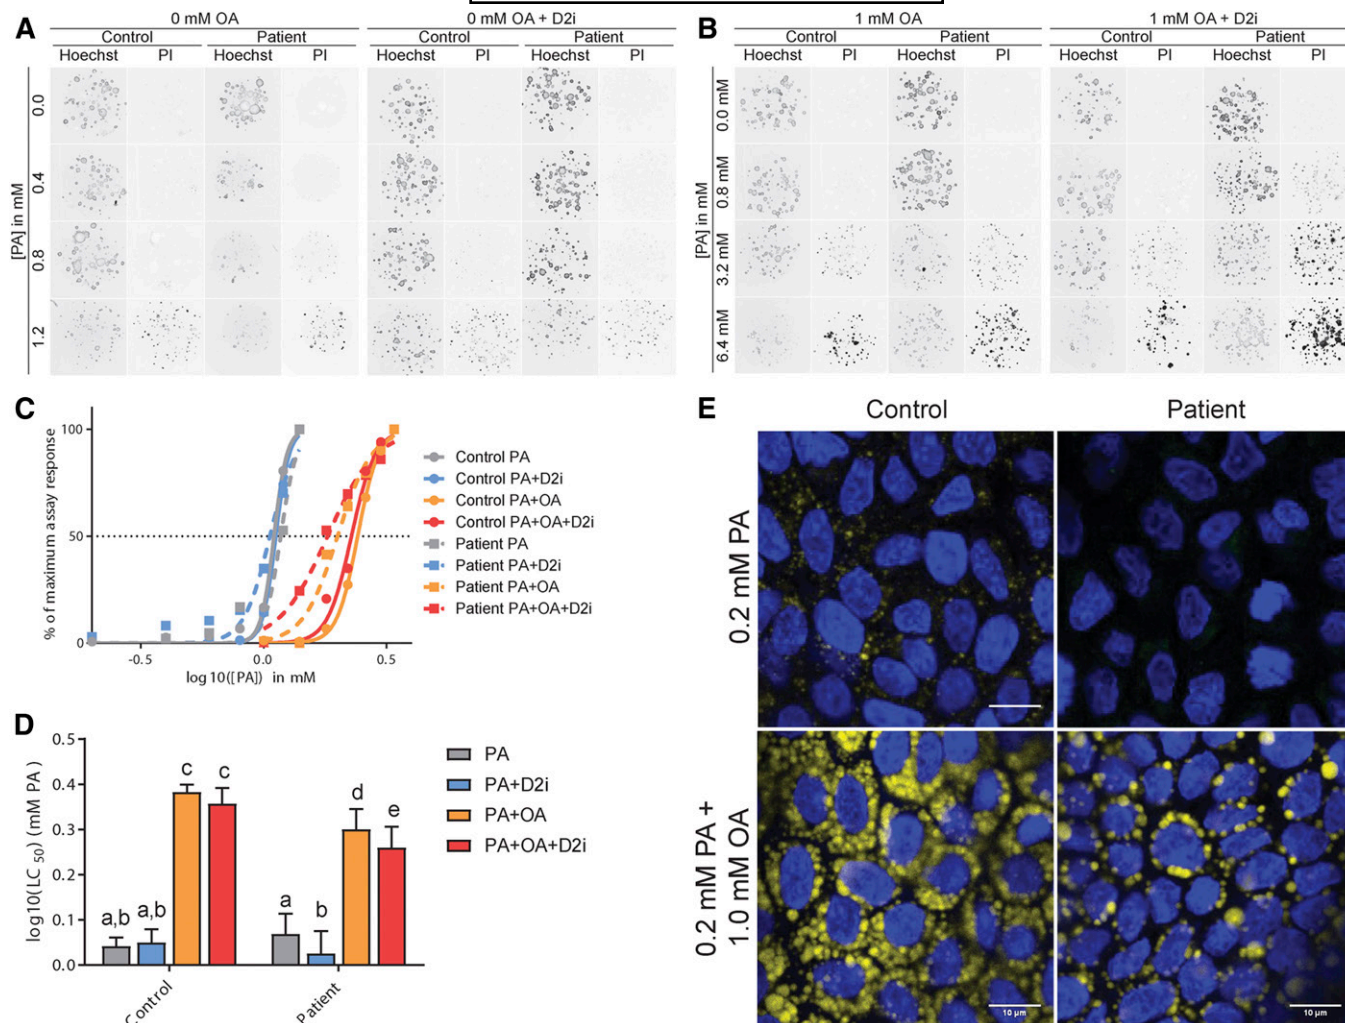 A
0 mM OA
0 mM OA + D2i
Control
Patient
Control
Patient
Hoechst
PI
Hoechst
PI
Hoechst
PI
Hoechst
PI
[PA] in mM
0.0
0.4
0.8
1.2
B
1 mM OA
1 mM OA + D2i
Control
Patient
Control
Patient
Hoechst
PI
Hoechst
PI
Hoechst
PI
Hoechst
PI
[PA] in mM
0.0 mM
0.8 mM
3.2 mM
6.4 mM
C
% of maximum assay response
100
50
0
-0.5
0.0
0.5
log10([PA]) in mM
Control PA
Control PA+D2i
Control PA+OA
Control PA+OA+D2i
Patient PA
Patient PA+D2i
Patient PA+OA
Patient PA+OA+D2i
D
log10(LC 50) (mM PA)
0.5
0.4
0.3
0.2
0.1
0.0
a,b
a,b
c
c
a
b
d
e
Control
Patient
PA
PA+D2i
PA+OA
PA+OA+D2i
E
Control
Patient
0.2 mM PA
0.2 mM PA +
1.0 mM OA
10 µm
10 µm